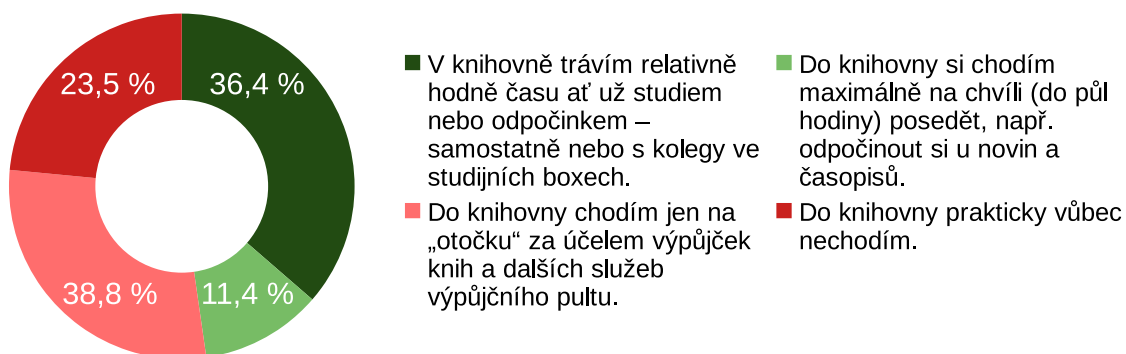 23,5 %
36,4 %
38,8 %
11,4 %
V knihovně trávím relativně
hodně času ať už studiem
nebo odpočinkem –
samostatně nebo s kolegy ve
studijních boxech.
Do knihovny si chodím
maximálně na chvíli (do půl
hodiny) posedět, např.
odpočinout si u novin a
časopisů.
Do knihovny chodím jen na
„otočku“ za účelem výpůjček
knih a dalších služeb
výpůjčního pultu.
Do knihovny prakticky vůbec
nechodím.